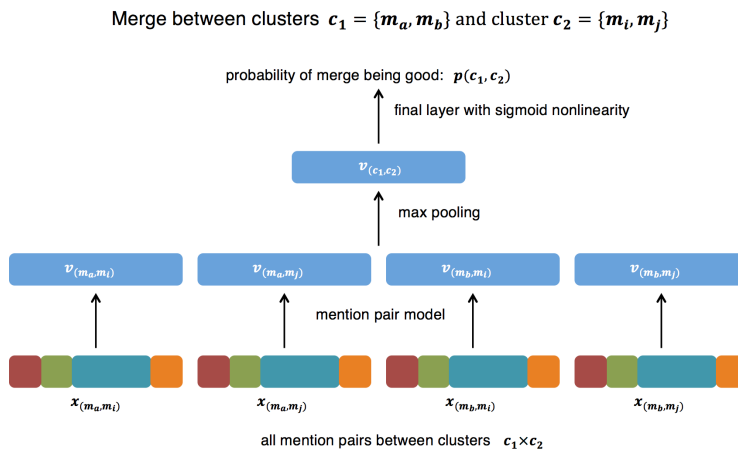 Merge between clusters c₁ = {mₐ, m_b} and cluster c₂ = {mᵢ, mⱼ}
probability of merge being good: p(c₁, c₂)
final layer with sigmoid nonlinearity
v_(c₁,c₂)
max pooling
v_(mₐ,mᵢ) v_(mₐ,mⱼ) v_(m_b,mᵢ) v_(m_b,mⱼ)
mention pair model
x_(mₐ,mᵢ) x_(mₐ,mⱼ) x_(m_b,mᵢ) x_(m_b,mⱼ)
all mention pairs between clusters c₁×c₂